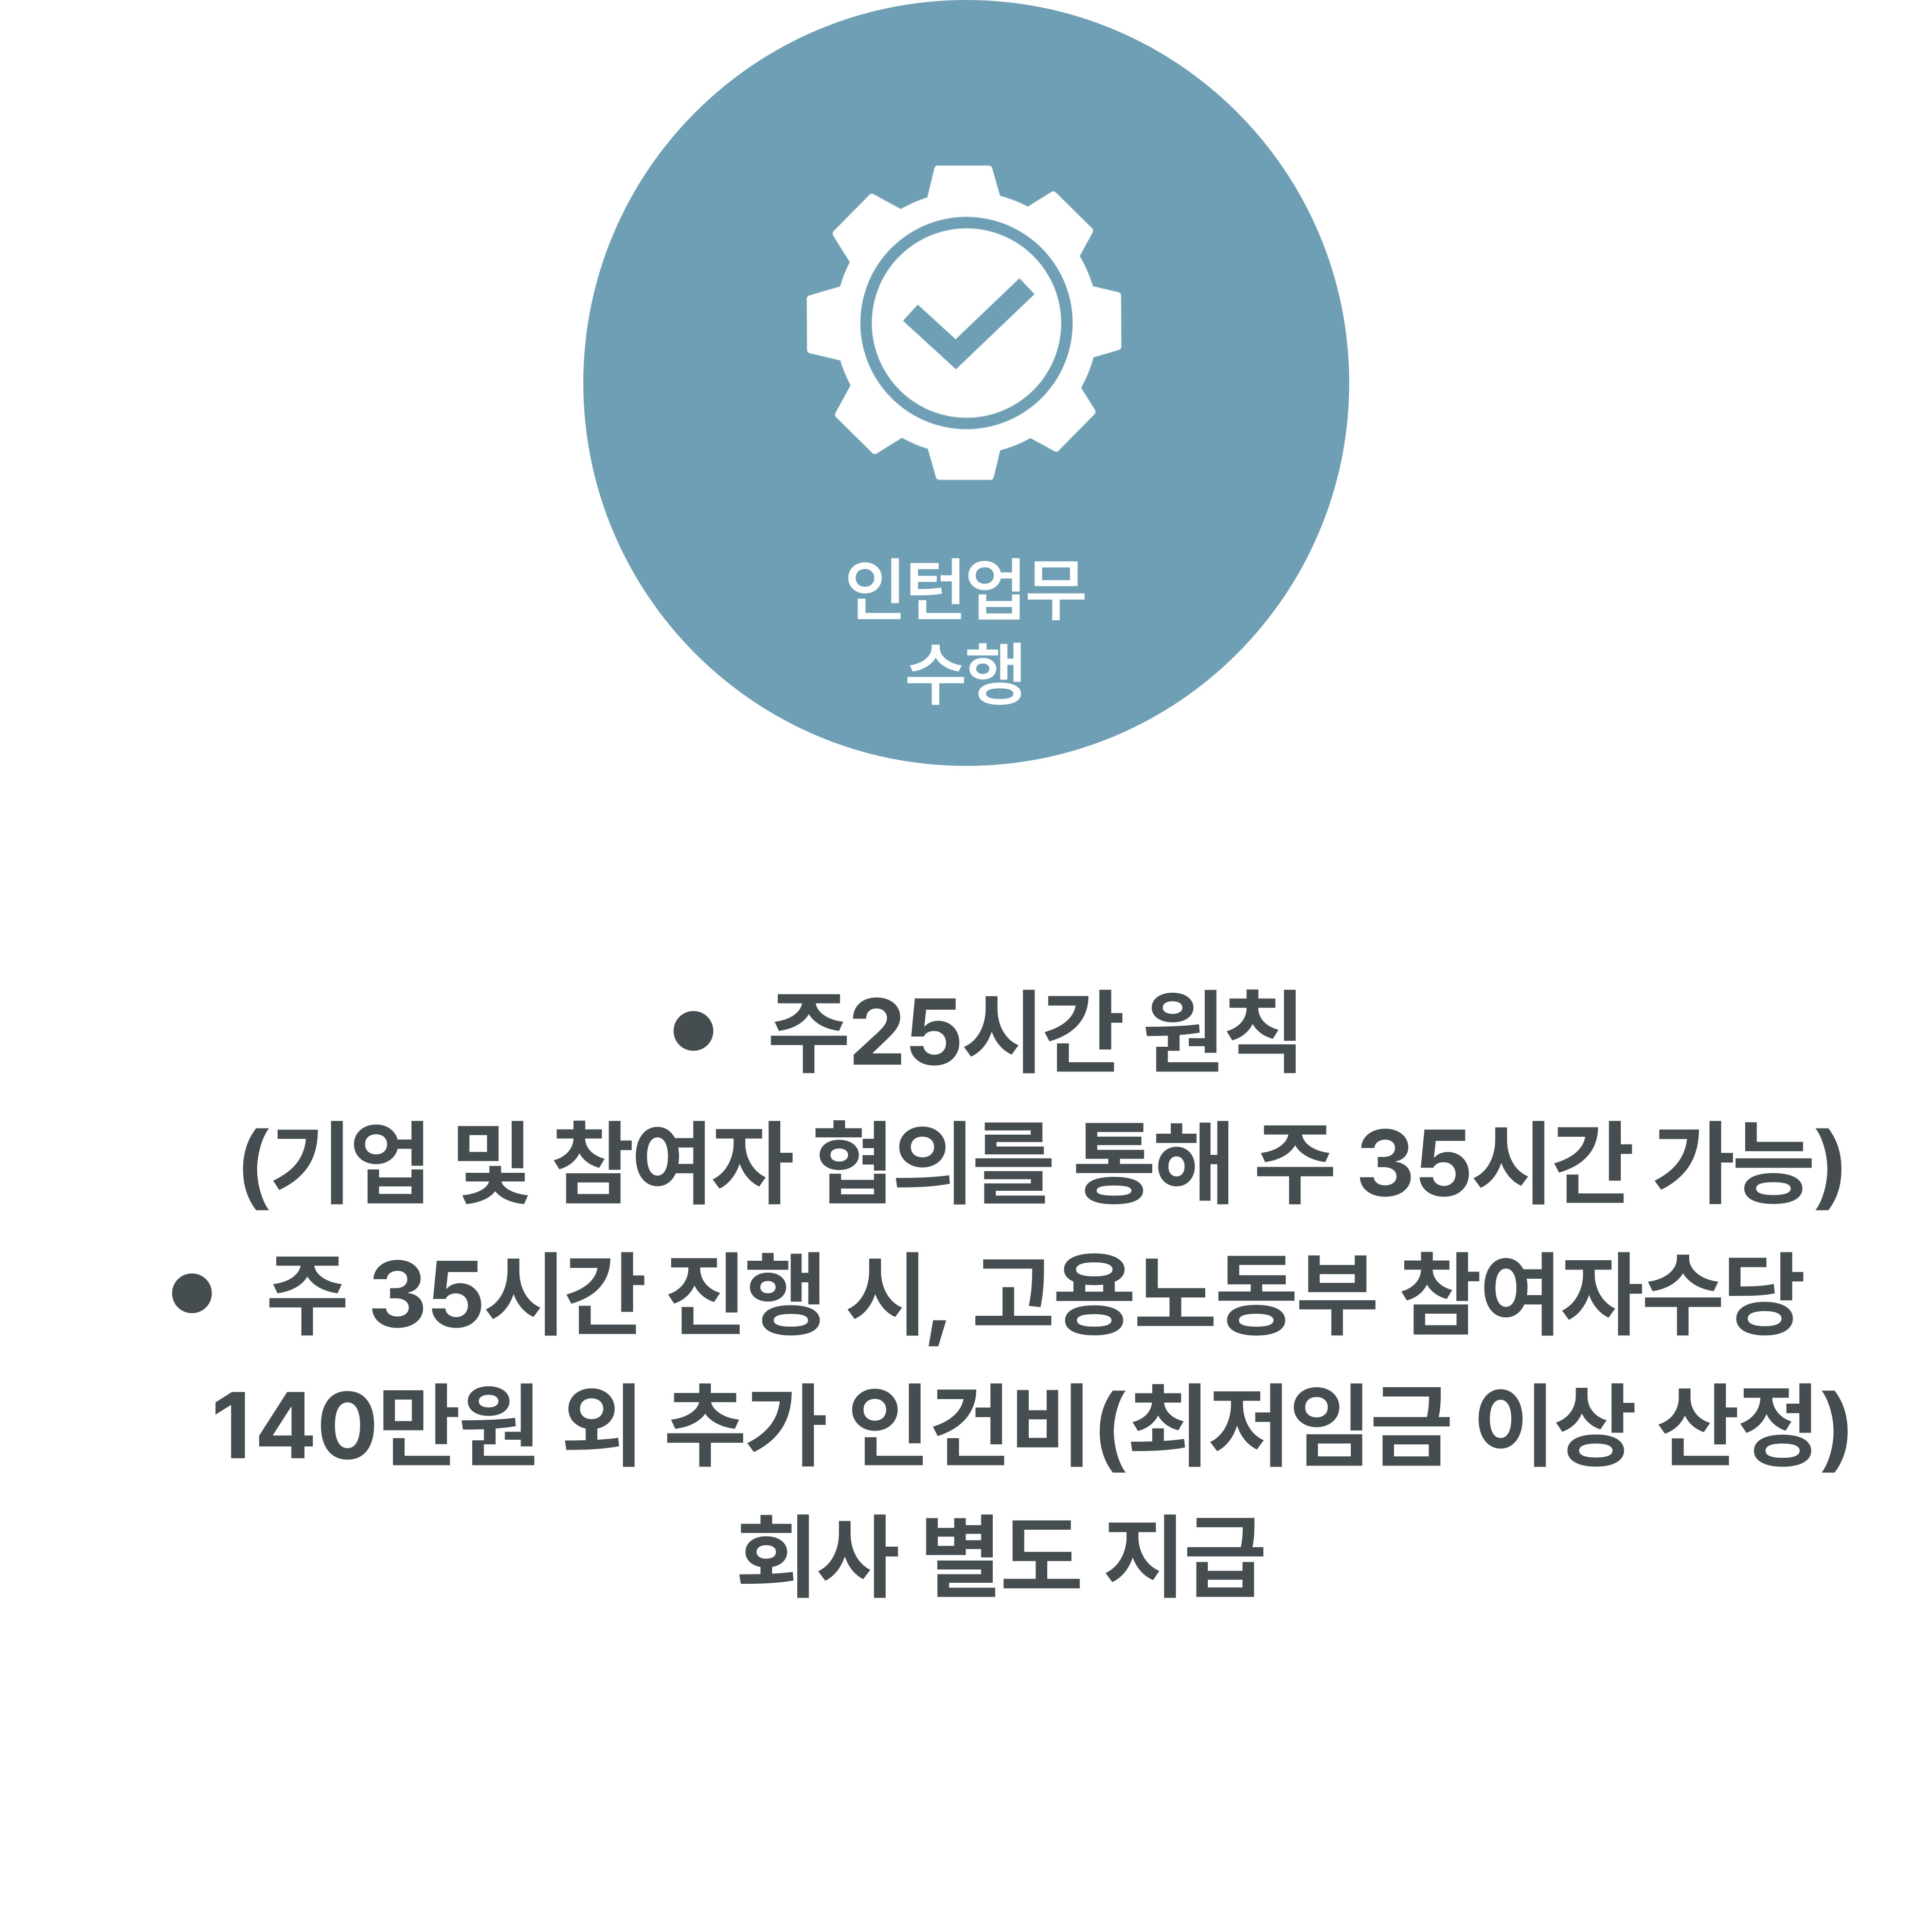 인턴업무
수행
• 주25시간 원칙
(기업 및 참여자 협의를 통해 주 35시간 가능)
• 주 35시간 진행 시, 고용노동부 참여자수당
140만원 외 추가 인건비(최저임금 이상 산정)
회사 별도 지급